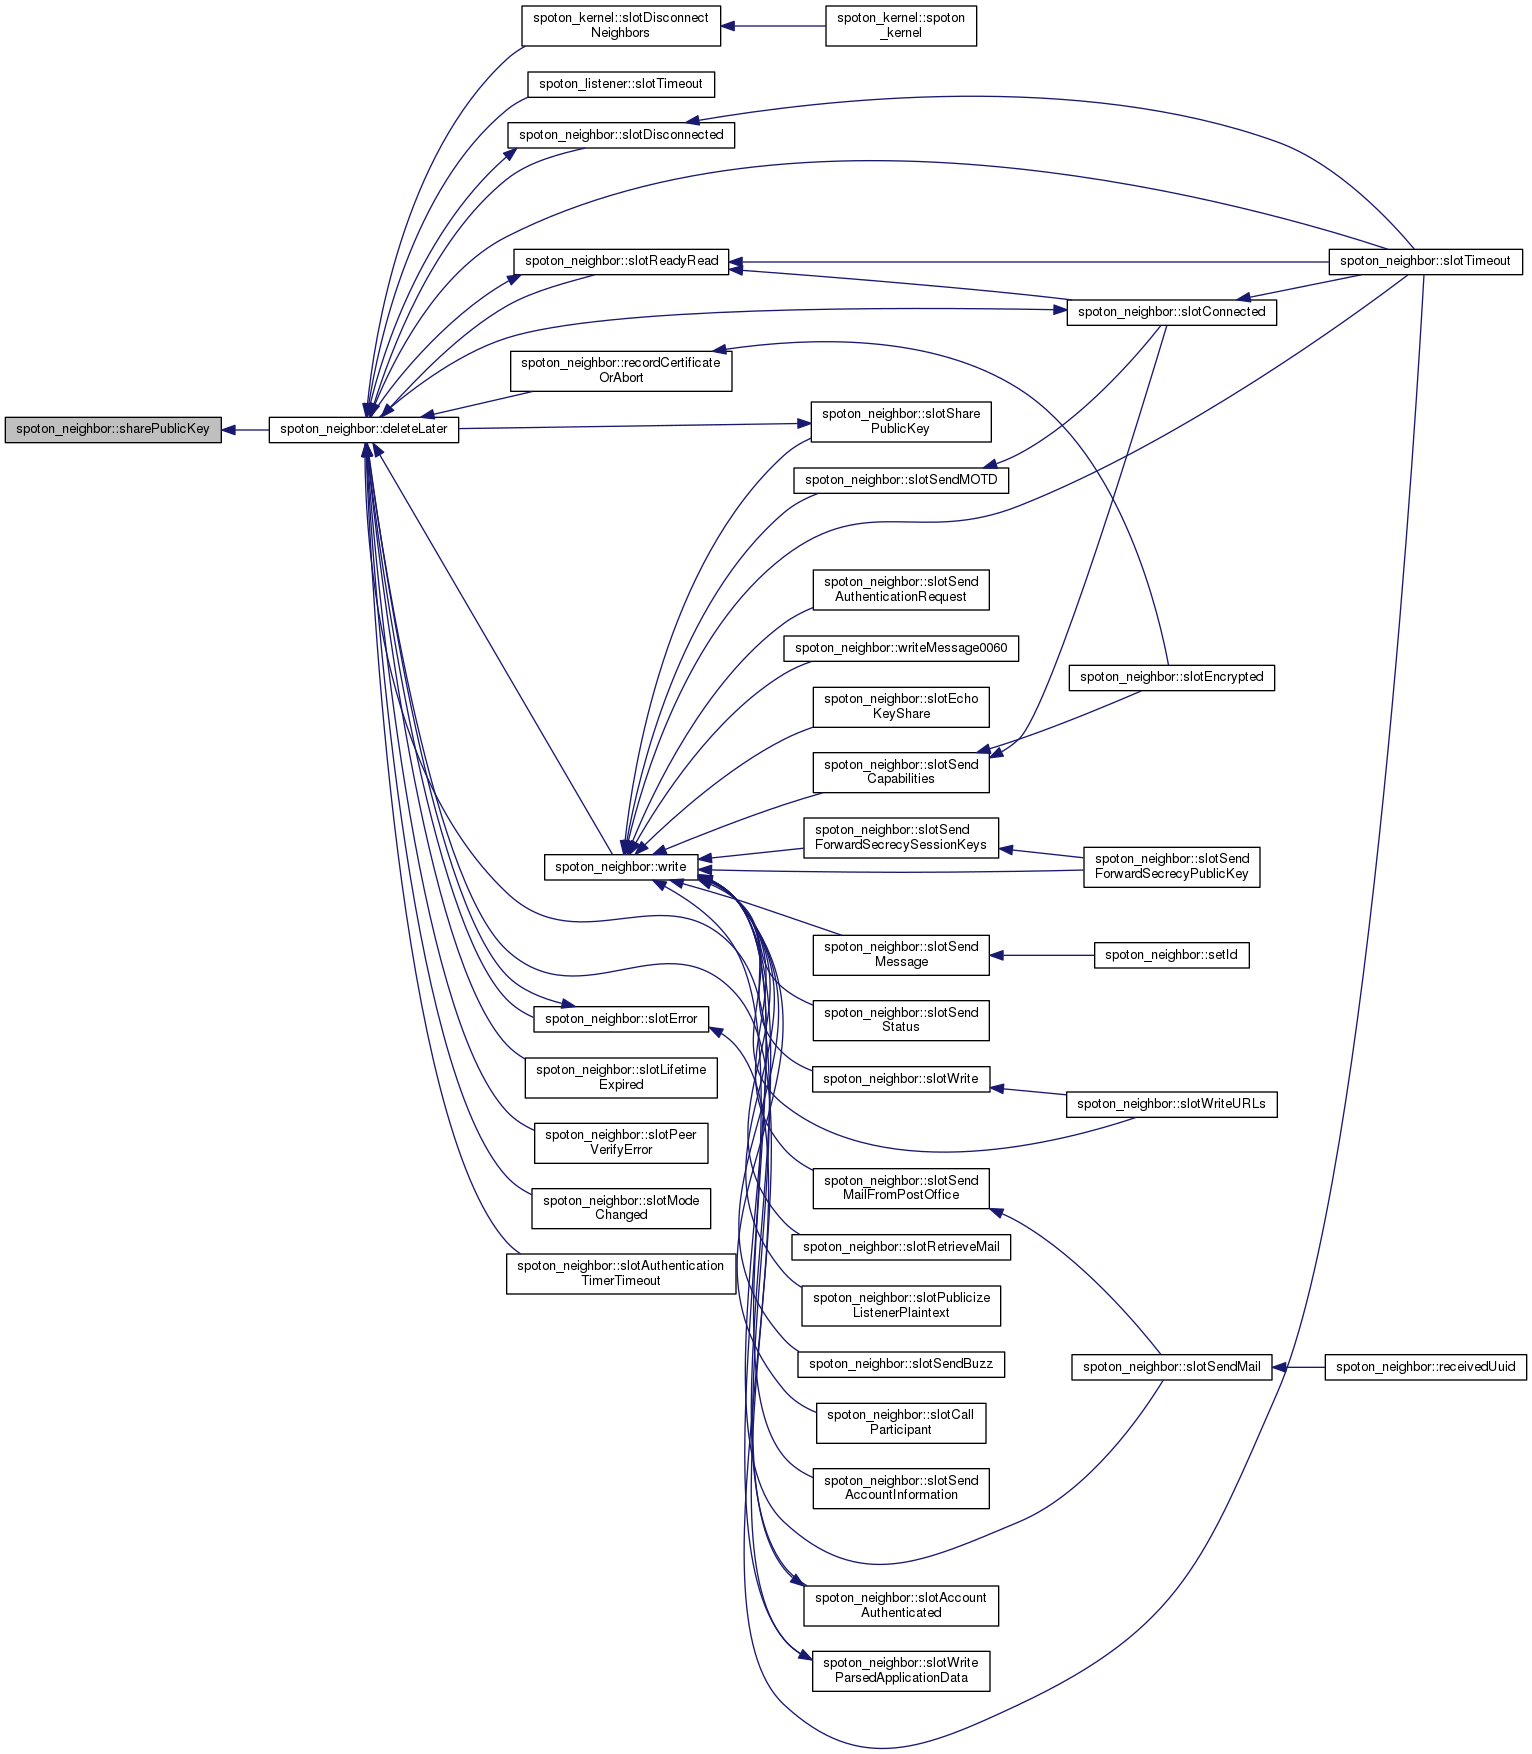 spoton_kernel::slotDisconnect
Neighbors
spoton_kernel::spoton
_kernel
spoton_listener::slotTimeout
spoton_neighbor::slotDisconnected
spoton_neighbor::slotReadyRead
spoton_neighbor::slotTimeout
spoton_neighbor::slotConnected
spoton_neighbor::recordCertificate
OrAbort
spoton_neighbor::sharePublicKey
spoton_neighbor::deleteLater
spoton_neighbor::slotShare
PublicKey
spoton_neighbor::slotSendMOTD
spoton_neighbor::slotSend
AuthenticationRequest
spoton_neighbor::writeMessage0060
spoton_neighbor::slotEncrypted
spoton_neighbor::slotEcho
KeyShare
spoton_neighbor::slotSend
Capabilities
spoton_neighbor::slotSend
ForwardSecrecySessionKeys
spoton_neighbor::write
spoton_neighbor::slotSend
ForwardSecrecyPublicKey
spoton_neighbor::slotSend
Message
spoton_neighbor::setId
spoton_neighbor::slotError
spoton_neighbor::slotSend
Status
spoton_neighbor::slotLifetime
Expired
spoton_neighbor::slotWrite
spoton_neighbor::slotWriteURLs
spoton_neighbor::slotPeer
VerifyError
spoton_neighbor::slotSend
MailFromPostOffice
spoton_neighbor::slotMode
Changed
spoton_neighbor::slotRetrieveMail
spoton_neighbor::slotAuthentication
TimerTimeout
spoton_neighbor::slotPublicize
ListenerPlaintext
spoton_neighbor::slotSendBuzz
spoton_neighbor::slotSendMail
spoton_neighbor::receivedUuid
spoton_neighbor::slotCall
Participant
spoton_neighbor::slotSend
AccountInformation
spoton_neighbor::slotAccount
Authenticated
spoton_neighbor::slotWrite
ParsedApplicationData